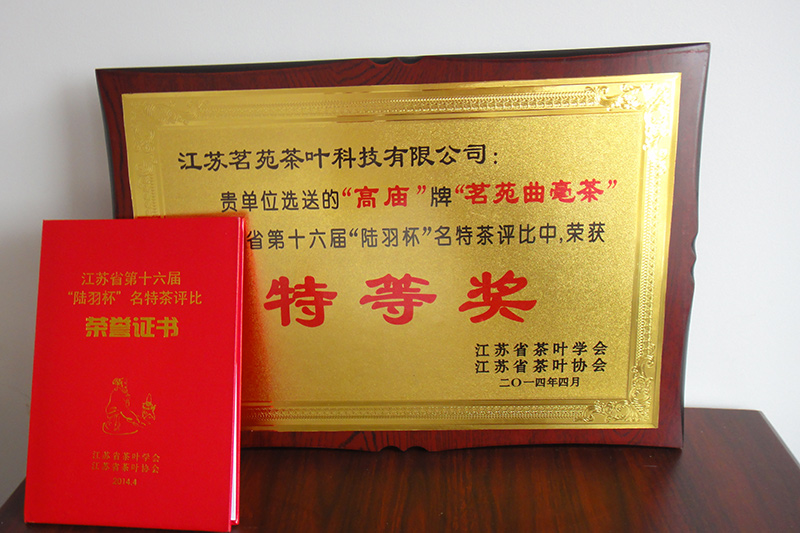 江苏茗苑茶叶科技有限公司：
贵单位选送的“高庙”牌“茗苑曲毫茶”
省第十六届“陆羽杯”名特茶评比中,荣获
特等奖
江苏省茶叶学会
江苏省茶叶协会
二〇一四年四月
江苏省第十六届
“陆羽杯”名特茶评比
荣誉证书
江苏省茶叶学会
江苏省茶叶协会
2014.4